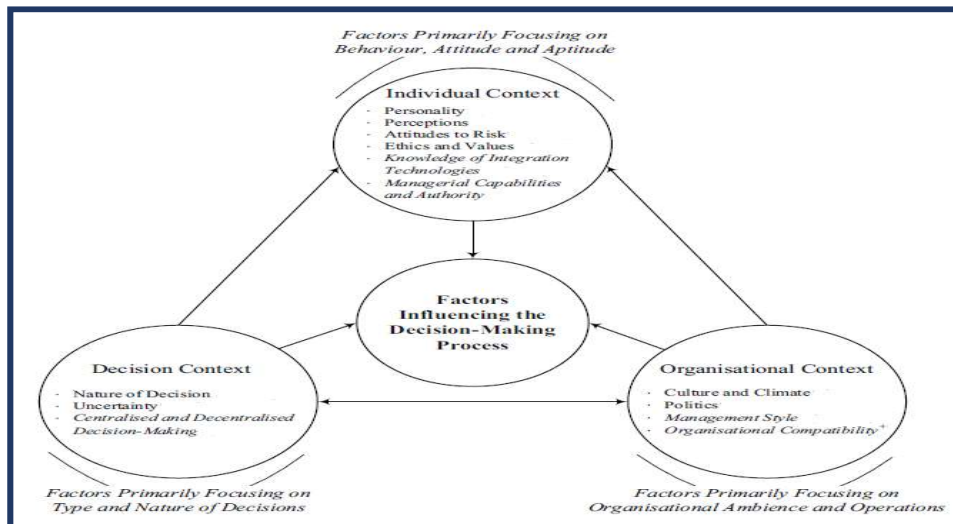 Factors Primarily Focusing on
Behaviour, Attitude and Aptitude
Individual Context
· Personality
· Perceptions
· Attitudes to Risk
· Ethics and Values
· Knowledge of Integration
Technologies
· Managerial Capabilities
and Authority
Factors
Influencing the
Decision-Making
Process
Decision Context
· Nature of Decision
· Uncertainty
· Centralised and Decentralised
Decision-Making
Organisational Context
· Culture and Climate
· Politics
· Management Style
· Organisational Compatibility+
Factors Primarily Focusing on
Type and Nature of Decisions
Factors Primarily Focusing on
Organisational Ambience and Operations